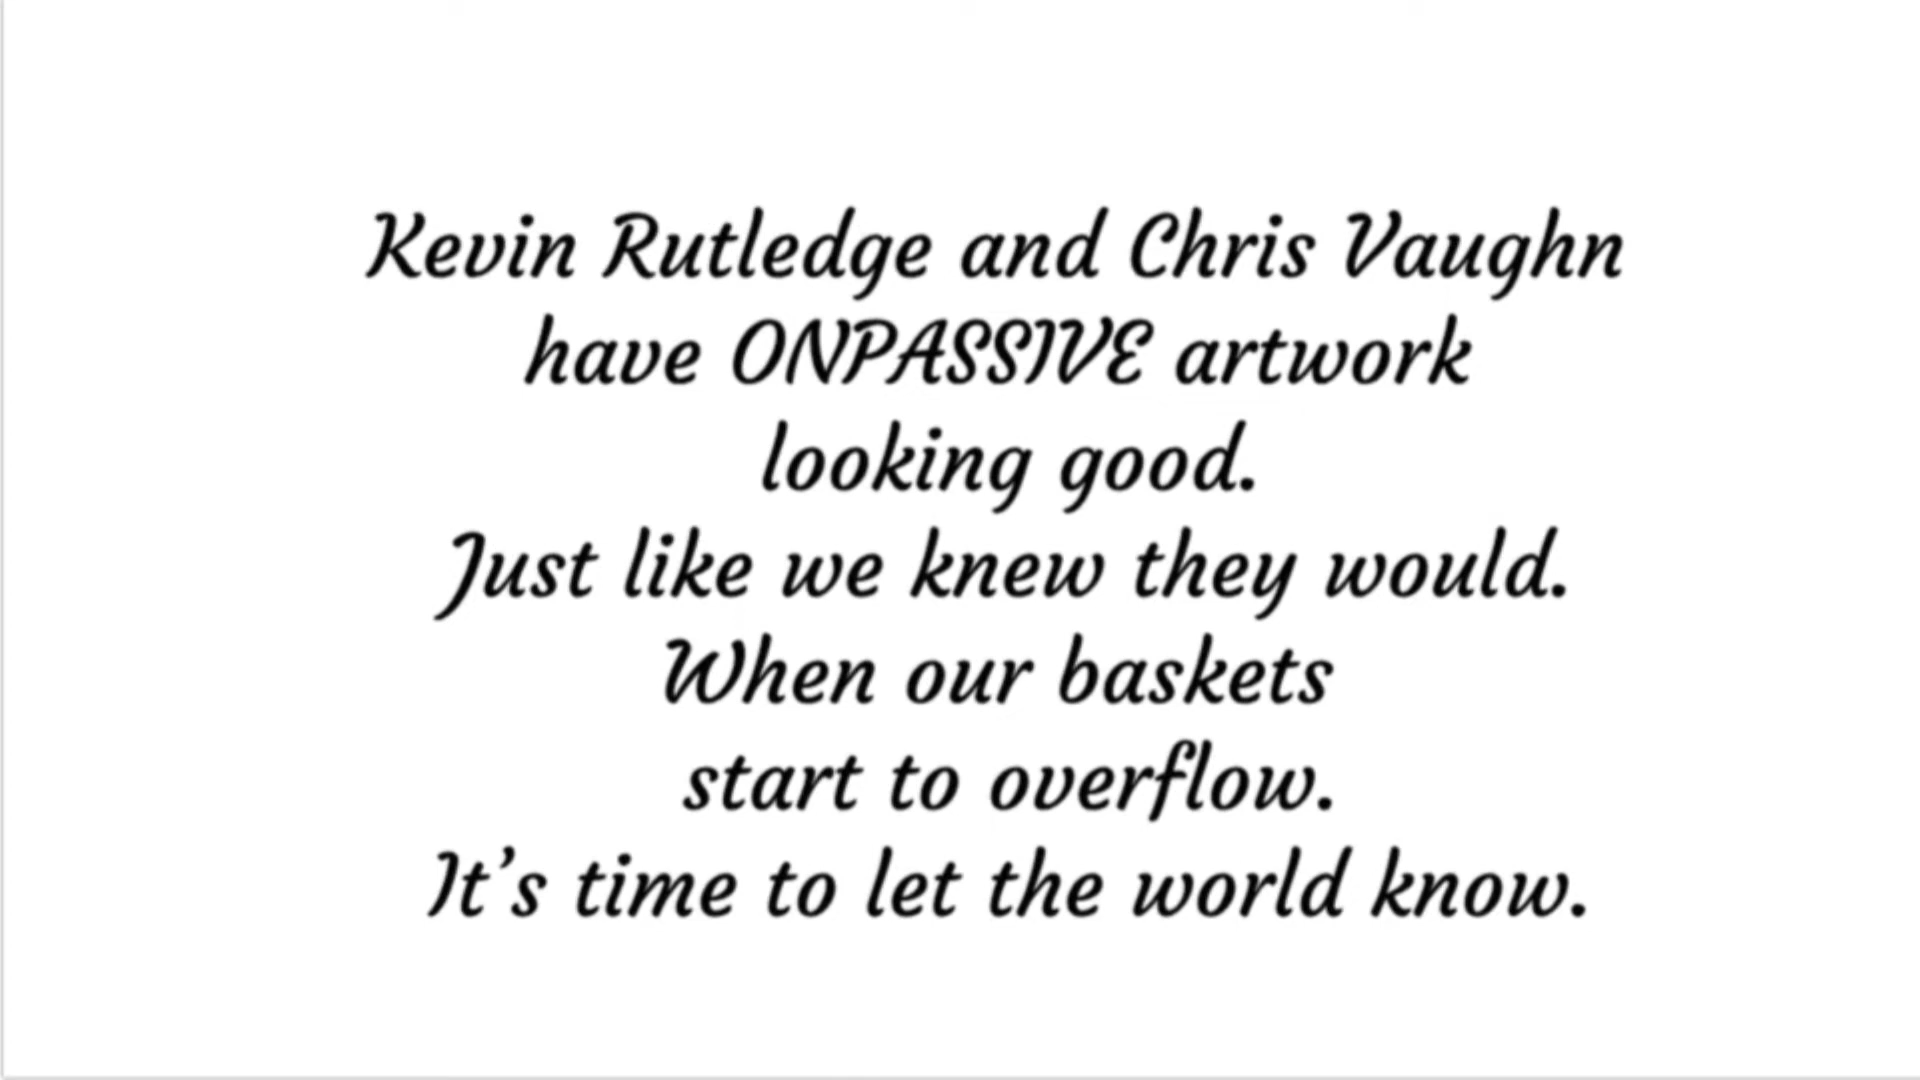 Kevin Rutledge and Chris Vaughn
have ONPASSIVE artwork
looking good.
Just like we knew they would.
When our baskets
start to overflow.
It’s time to let the world know.